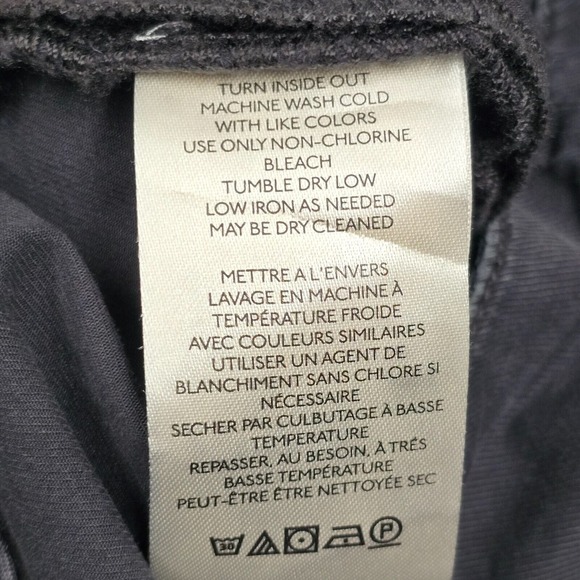 TURN INSIDE OUT
MACHINE WASH COLD
WITH LIKE COLORS
USE ONLY NON-CHLORINE
BLEACH
TUMBLE DRY LOW
LOW IRON AS NEEDED
MAY BE DRY CLEANED
METTRE A L'ENVERS
LAVAGE EN MACHINE À
TEMPÉRATURE FROIDE
AVEC COULEURS SIMILAIRES
UTILISER UN AGENT DE
BLANCHIMENT SANS CHLORE SI
NÉCESSAIRE
SECHER PAR CULBUTAGE À BASSE
TEMPERATURE
REPASSER, AU BESOIN, À TRÉS
BASSE TEMPÉRATURE
PEUT-ÊTRE ÊTRE NETTOYÉE SEC
30 P